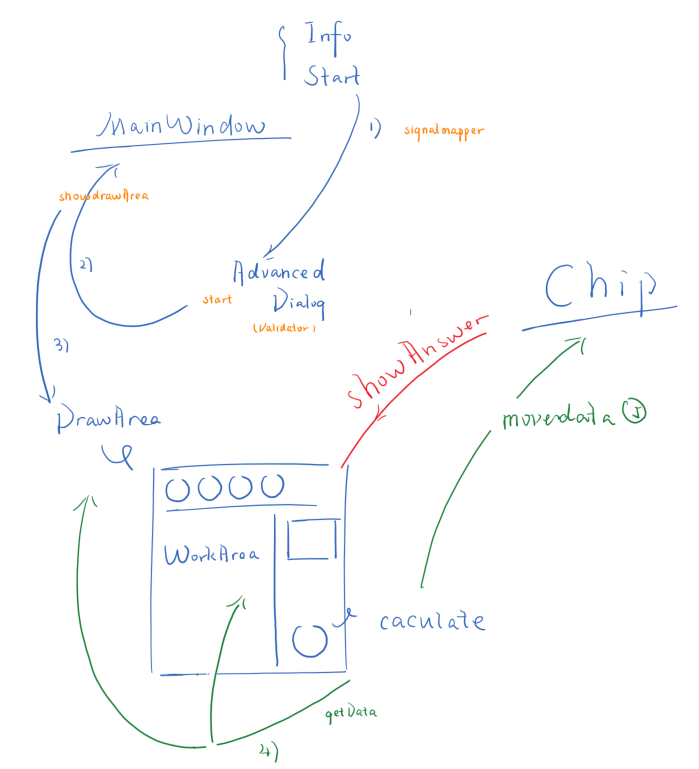 Info
Start
MainWindow
1)
signalmapper
showdrawArea
2)
Advanced
Dialog
start
(Validator)
Chip
3)
showAnswer
DrawArea
moverdata ⑤
WorkArea
caculate
getData
4)